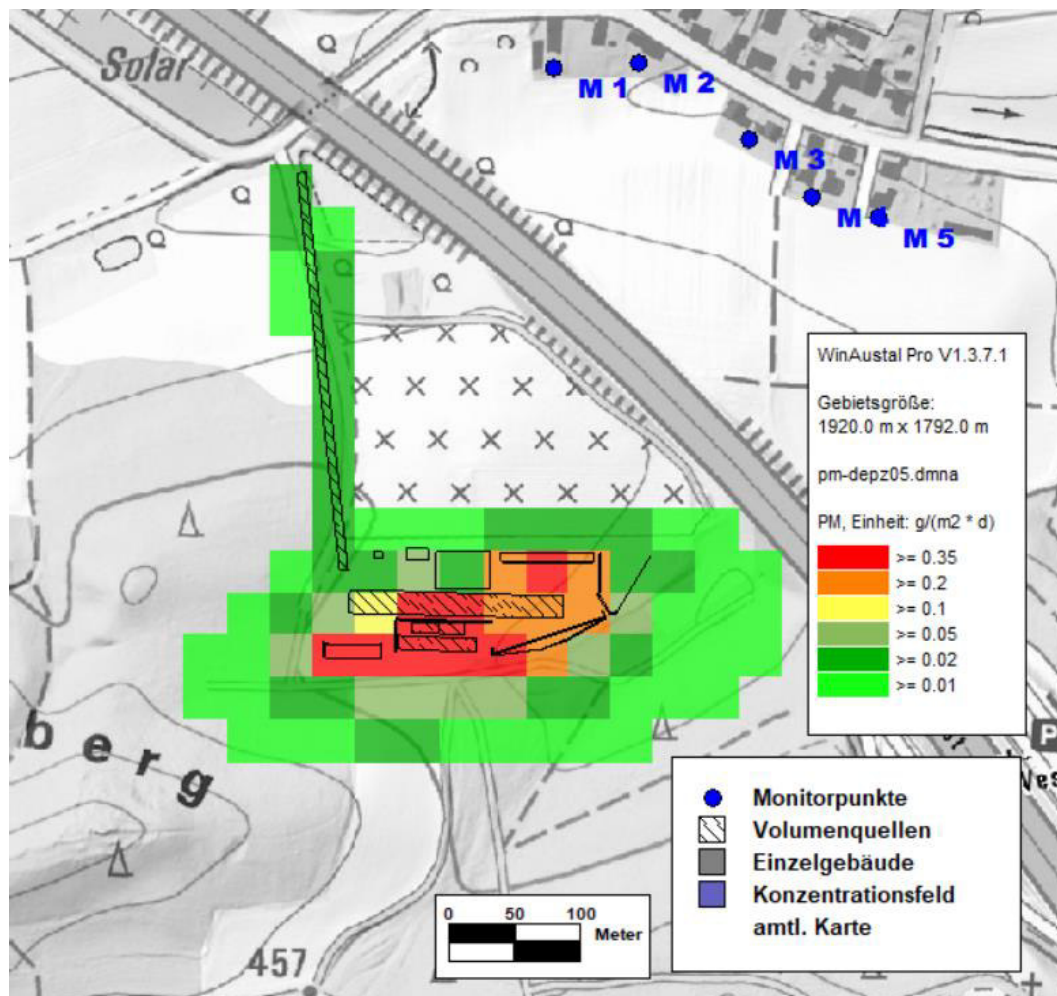 Solar
M 1
M 2
M 3
M 4
M 5
WinAustal Pro V1.3.7.1
Gebietsgröße:
1920.0 m x 1792.0 m
pm-depz05.dmna
PM, Einheit: g/(m2 * d)
>= 0.35
>= 0.2
>= 0.1
>= 0.05
>= 0.02
>= 0.01
berg
P
Monitorpunkte
Volumenquellen
Einzelgebäude
Konzentrationsfeld
amtl. Karte
0 50 100
Meter
457